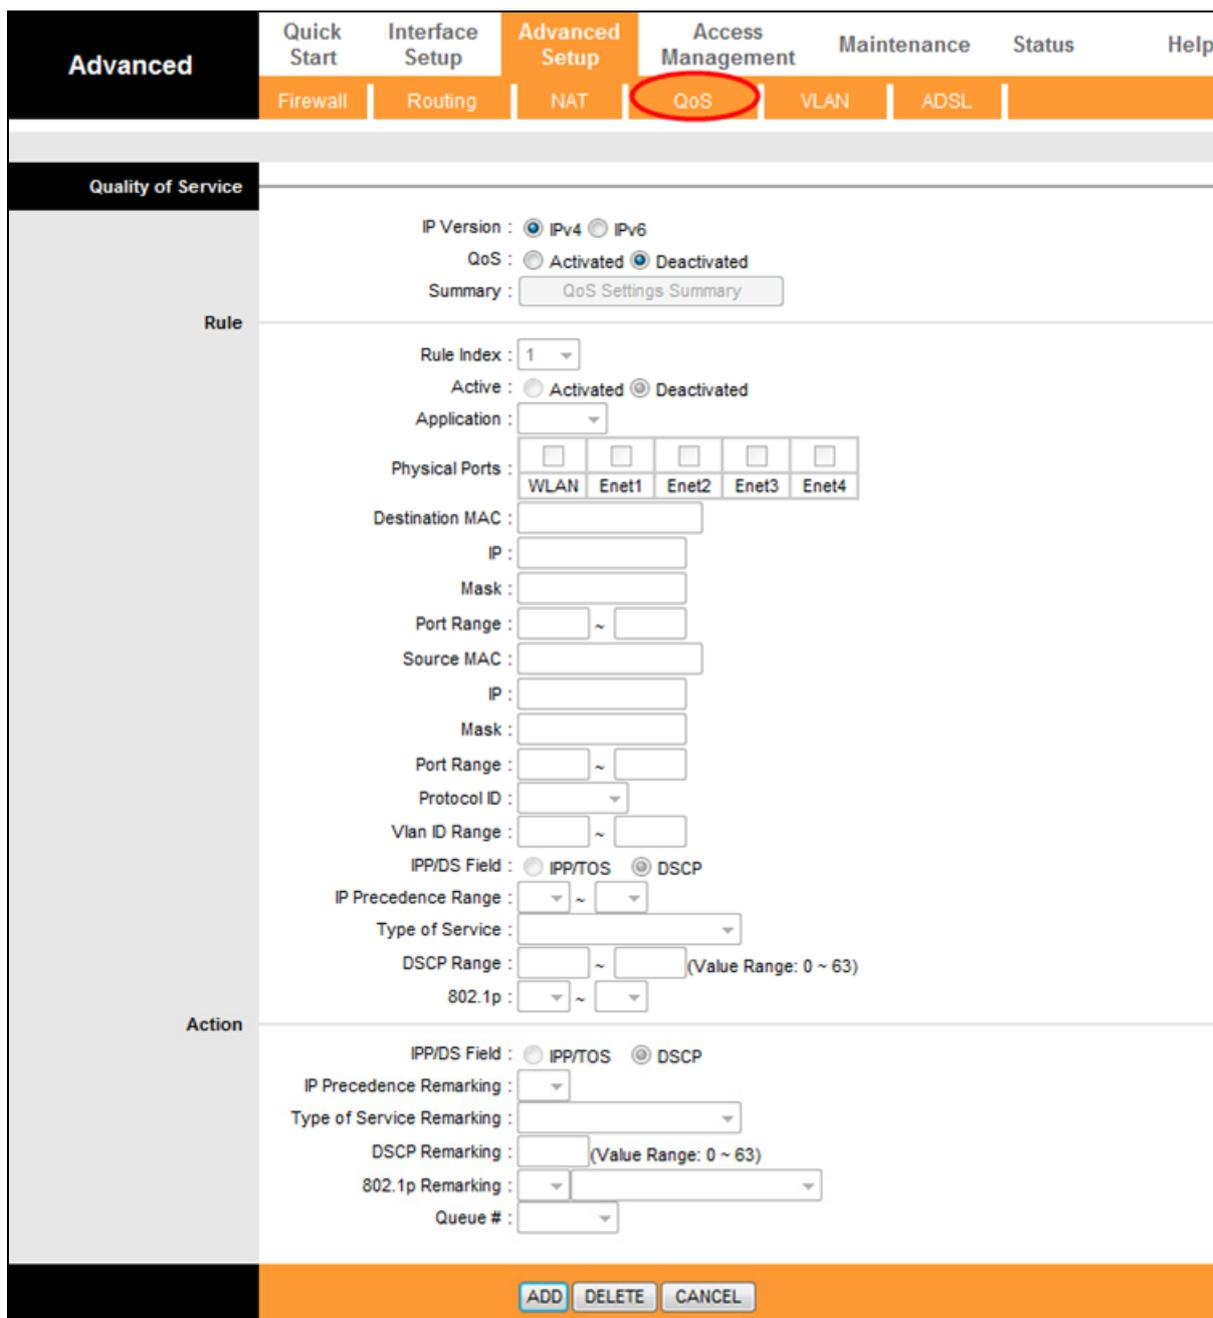 Advanced
Quick Start
Interface Setup
Advanced Setup
Access Management
Maintenance
Status
Help
Firewall
Routing
NAT
QoS
VLAN
ADSL
Quality of Service
IP Version : IPv4 IPv6
QoS : Activated Deactivated
Summary : QoS Settings Summary
Rule
Rule Index : 1
Active : Activated Deactivated
Application :
Physical Ports :
WLAN Enet1 Enet2 Enet3 Enet4
Destination MAC :
IP :
Mask :
Port Range : ~
Source MAC :
IP :
Mask :
Port Range : ~
Protocol ID :
Vlan ID Range : ~
IPP/DS Field : IPP/TOS DSCP
IP Precedence Range : ~
Type of Service :
DSCP Range : ~ (Value Range: 0 ~ 63)
802.1p : ~
Action
IPP/DS Field : IPP/TOS DSCP
IP Precedence Remarking :
Type of Service Remarking :
DSCP Remarking : (Value Range: 0 ~ 63)
802.1p Remarking :
Queue # :
ADD DELETE CANCEL